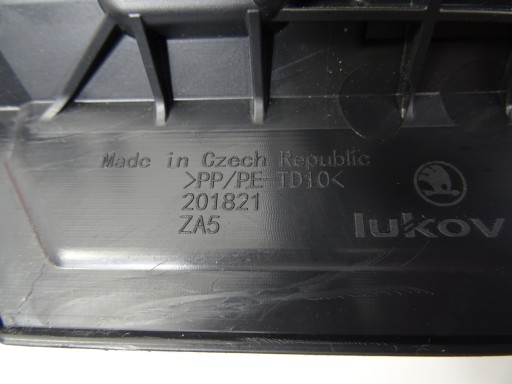 Made in Czech Republic
>PP/PE-TD10<
201821
ZA5
lukov